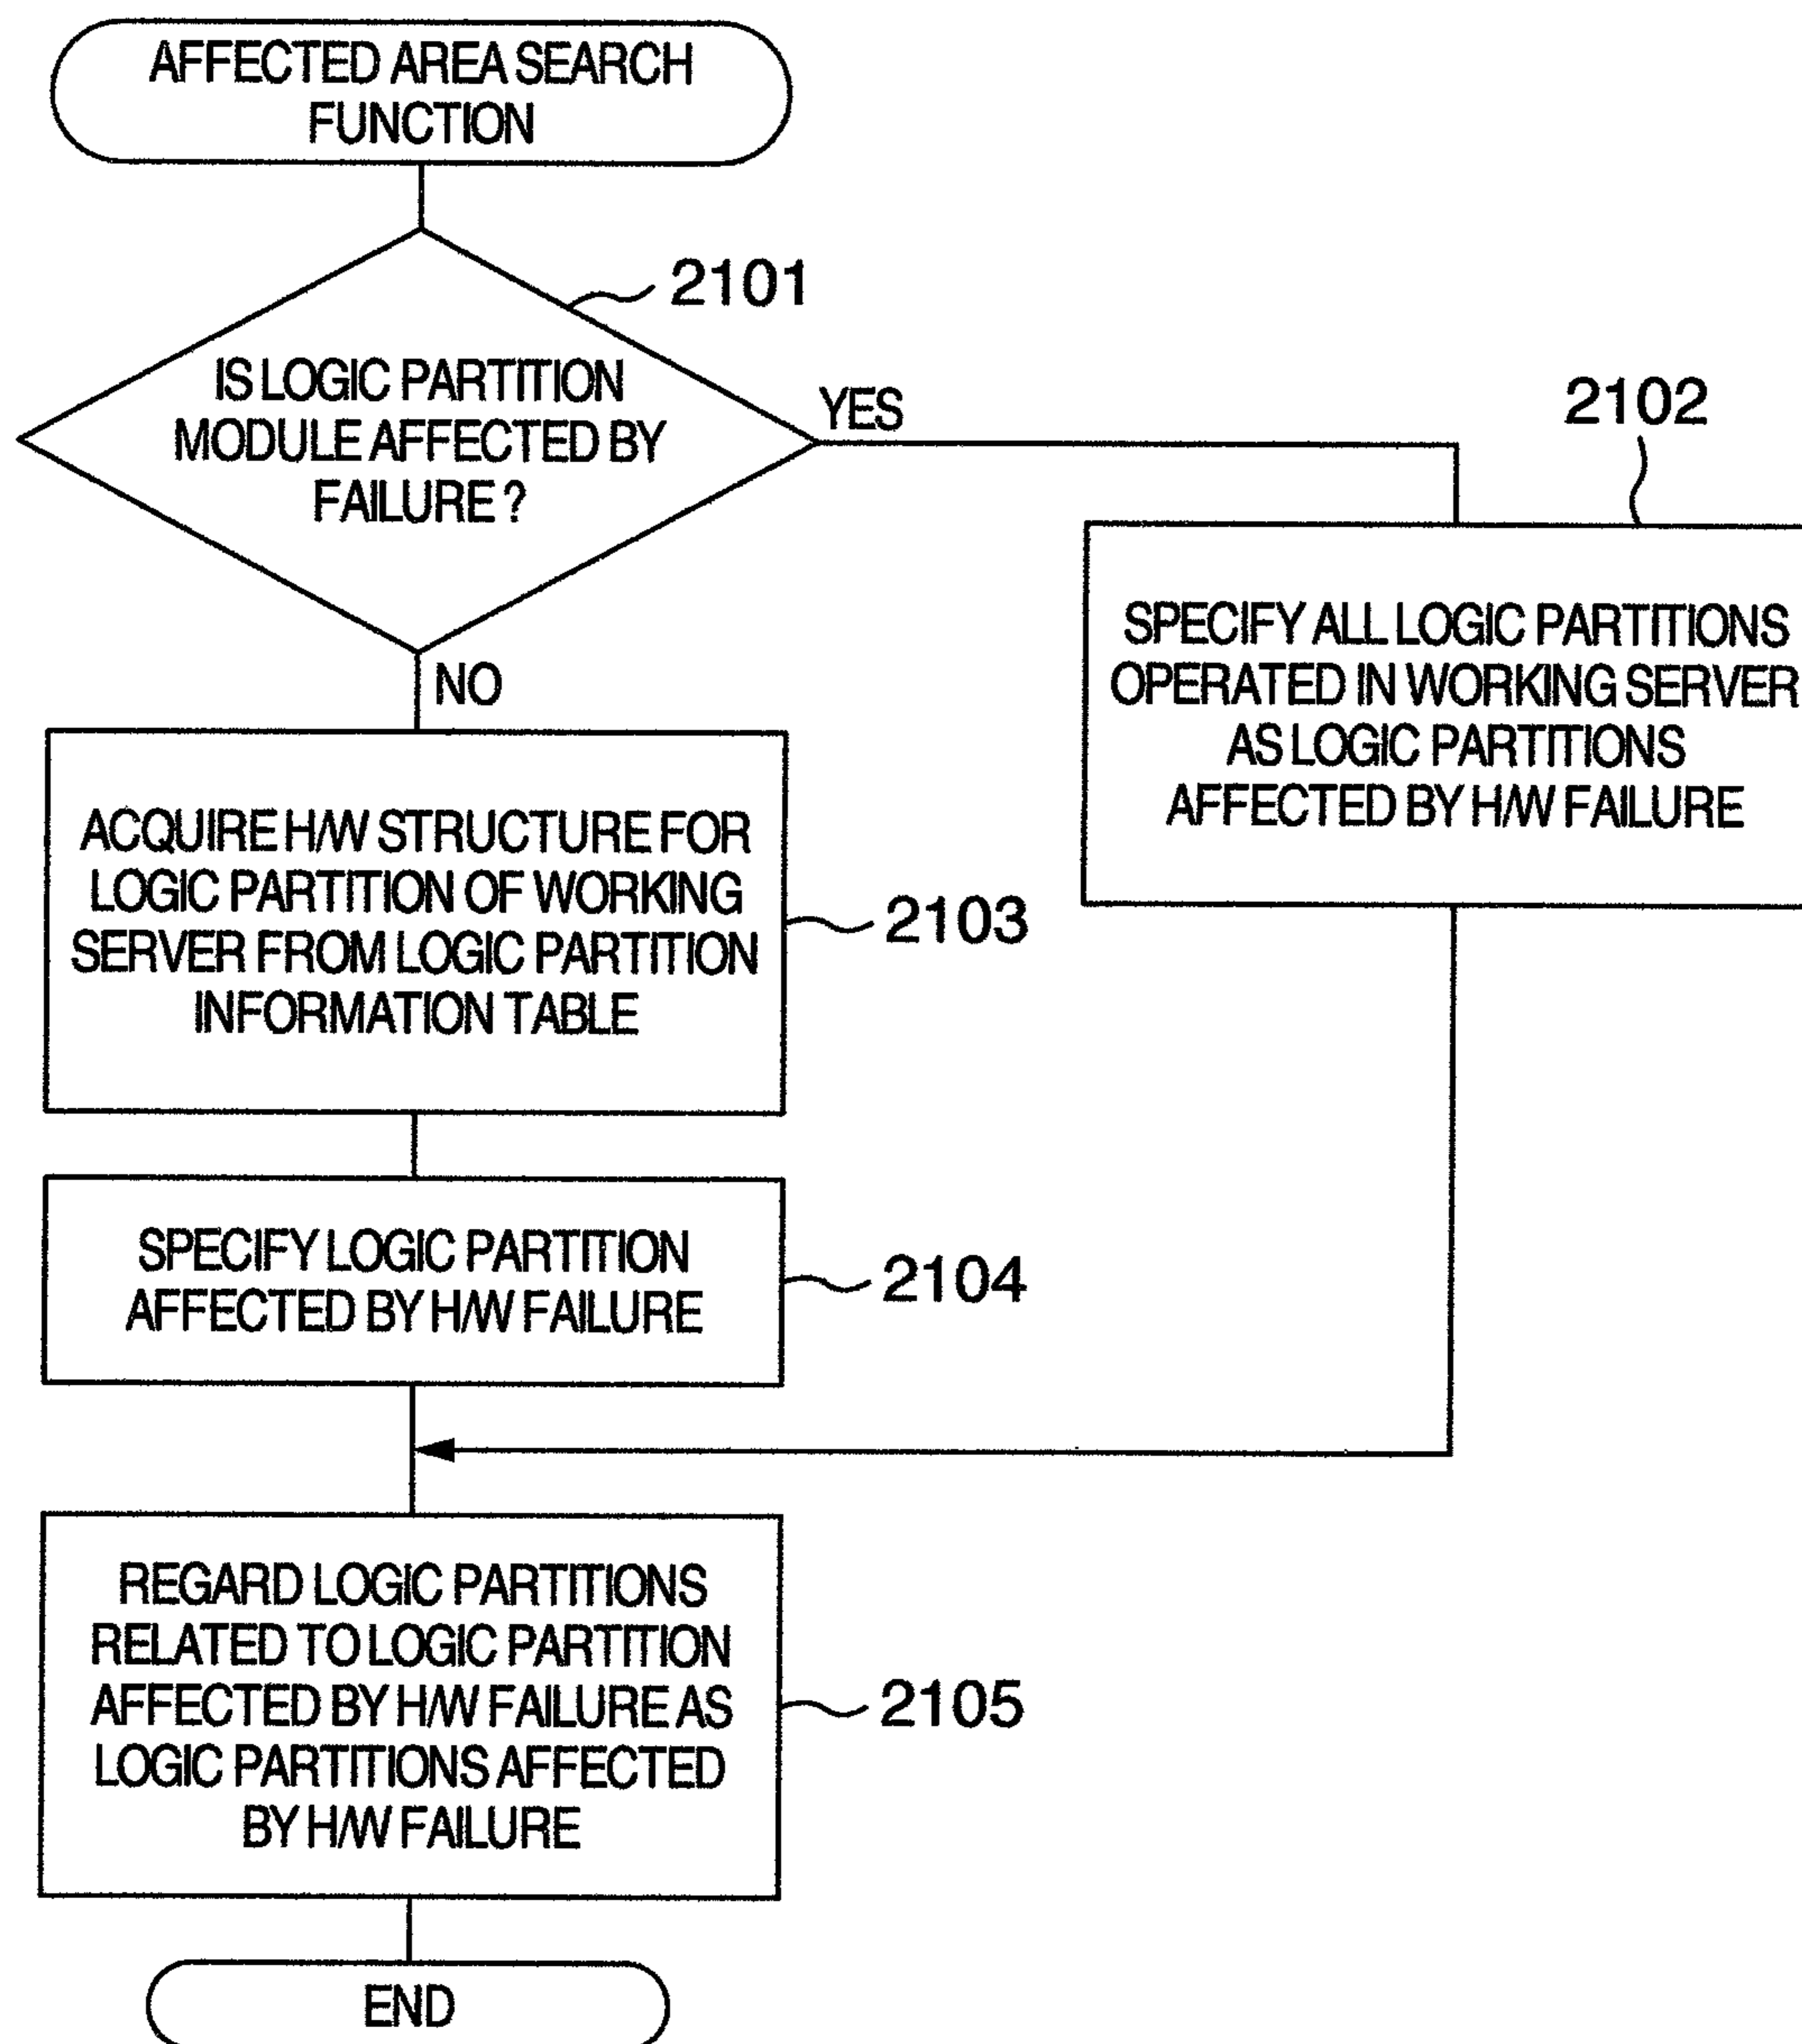 AFFECTED AREA SEARCH
FUNCTION
2101
IS LOGIC PARTITION
MODULE AFFECTED BY
FAILURE ?
YES
NO
2102
SPECIFY ALL LOGIC PARTITIONS
OPERATED IN WORKING SERVER
AS LOGIC PARTITIONS
AFFECTED BY H/W FAILURE
ACQUIRE H/W STRUCTURE FOR
LOGIC PARTITION OF WORKING
SERVER FROM LOGIC PARTITION
INFORMATION TABLE
2103
SPECIFY LOGIC PARTITION
AFFECTED BY H/W FAILURE
2104
REGARD LOGIC PARTITIONS
RELATED TO LOGIC PARTITION
AFFECTED BY H/W FAILURE AS
LOGIC PARTITIONS AFFECTED
BY H/W FAILURE
2105
END